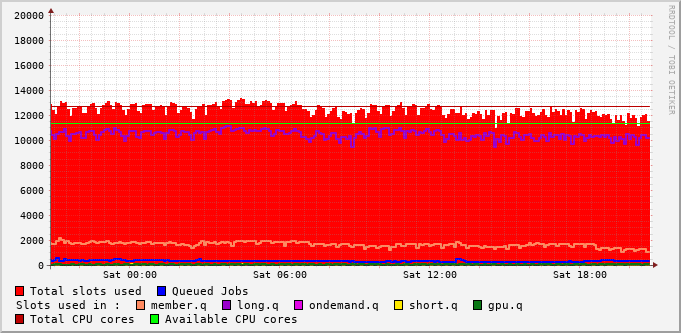 RRDTOOL / TOBI OETIKER
20000
18000
16000
14000
12000
10000
8000
6000
4000
2000
0
Sat 00:00 Sat 06:00 Sat 12:00 Sat 18:00
Total slots used Queued Jobs
Slots used in : member.q long.q ondemand.q short.q gpu.q
Total CPU cores Available CPU cores